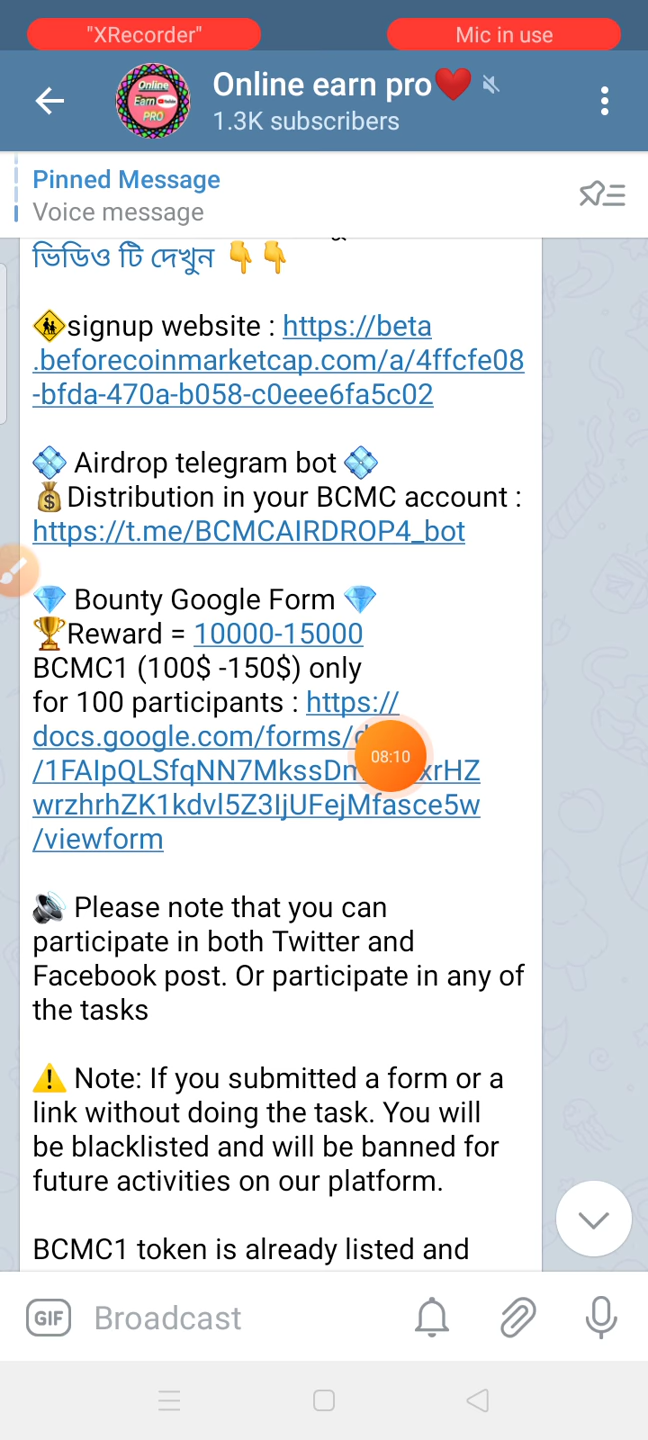 "XRecorder"
Mic in use
Online
Earn YouTube
PRO
Online earn pro❤️
1.3K subscribers
Pinned Message
Voice message
ভিডিও টি দেখুন 👇👇
🚸signup website : https://beta
.beforecoinmarketcap.com/a/4ffcfe08
-bfda-470a-b058-c0eee6fa5c02
💠 Airdrop telegram bot 💠
💰Distribution in your BCMC account :
https://t.me/BCMCAIRDROP4_bot
💎 Bounty Google Form 💎
🏆Reward = 10000-15000
BCMC1 (100$ -150$) only
for 100 participants : https://
docs.google.com/forms/
08:10
/1FAIpQLSfqNN7MkssD xrHZ
wrzhrhZK1kdvl5Z3IjUFejMfasce5w
/viewform
🔊 Please note that you can
participate in both Twitter and
Facebook post. Or participate in any of
the tasks
⚠️ Note: If you submitted a form or a
link without doing the task. You will
be blacklisted and will be banned for
future activities on our platform.
BCMC1 token is already listed and
GIF
Broadcast